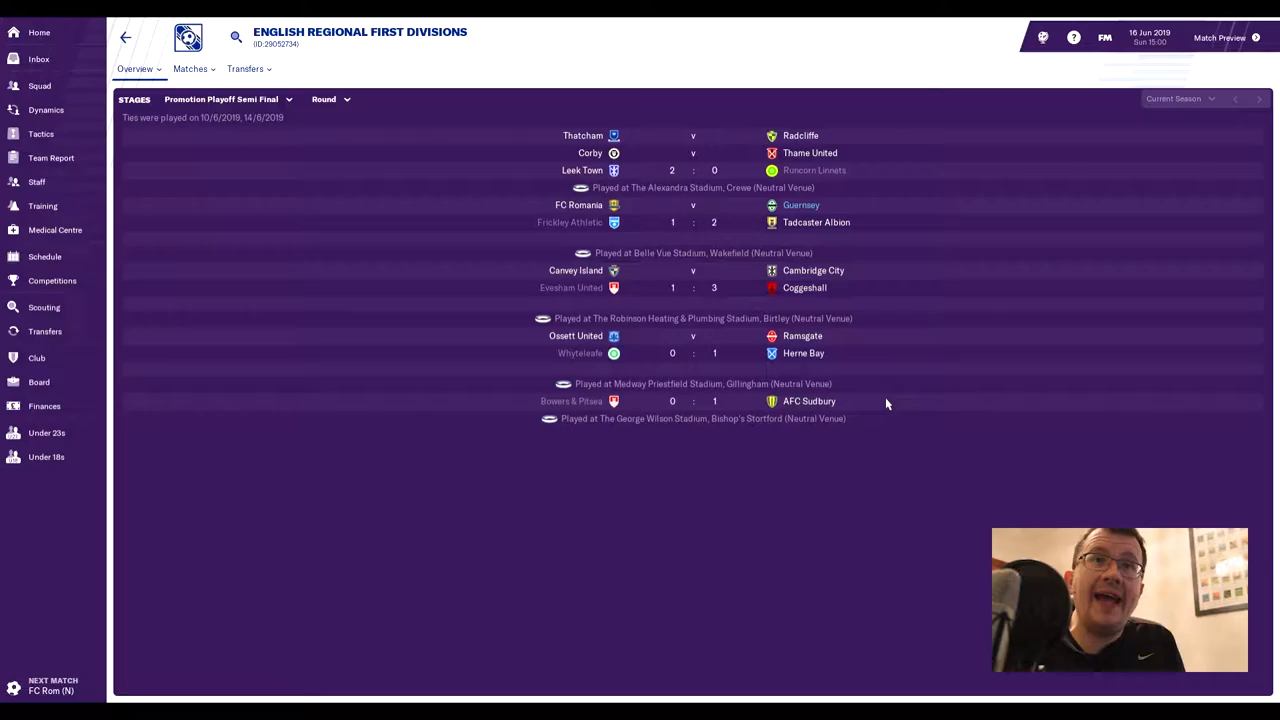 Home
Inbox
Squad
Dynamics
Tactics
Team Report
Staff
Training
Medical Centre
Schedule
Competitions
Scouting
Transfers
Club
Board
Finances
Under 23s
Under 18s
NEXT MATCH
FC Rom (N)
ENGLISH REGIONAL FIRST DIVISIONS
(ID:29052734)
FM
16 Jun 2019
Sun 15:00
Match Preview
Overview Matches Transfers
STAGES Promotion Playoff Semi Final Round
Current Season
Ties were played on 10/6/2019, 14/6/2019
Thatcham v Radcliffe
Corby v Thame United
Leek Town 2 : 0 Runcorn Linnets
Played at The Alexandra Stadium, Crewe (Neutral Venue)
FC Romania v Guernsey
Frickley Athletic 1 : 2 Tadcaster Albion
Played at Belle Vue Stadium, Wakefield (Neutral Venue)
Canvey Island v Cambridge City
Evesham United 1 : 3 Coggeshall
Played at The Robinson Heating & Plumbing Stadium, Birtley (Neutral Venue)
Ossett United v Ramsgate
Whyteleafe 0 : 1 Herne Bay
Played at Medway Priestfield Stadium, Gillingham (Neutral Venue)
Bowers & Pitsea 0 : 1 AFC Sudbury
Played at The George Wilson Stadium, Bishop's Stortford (Neutral Venue)